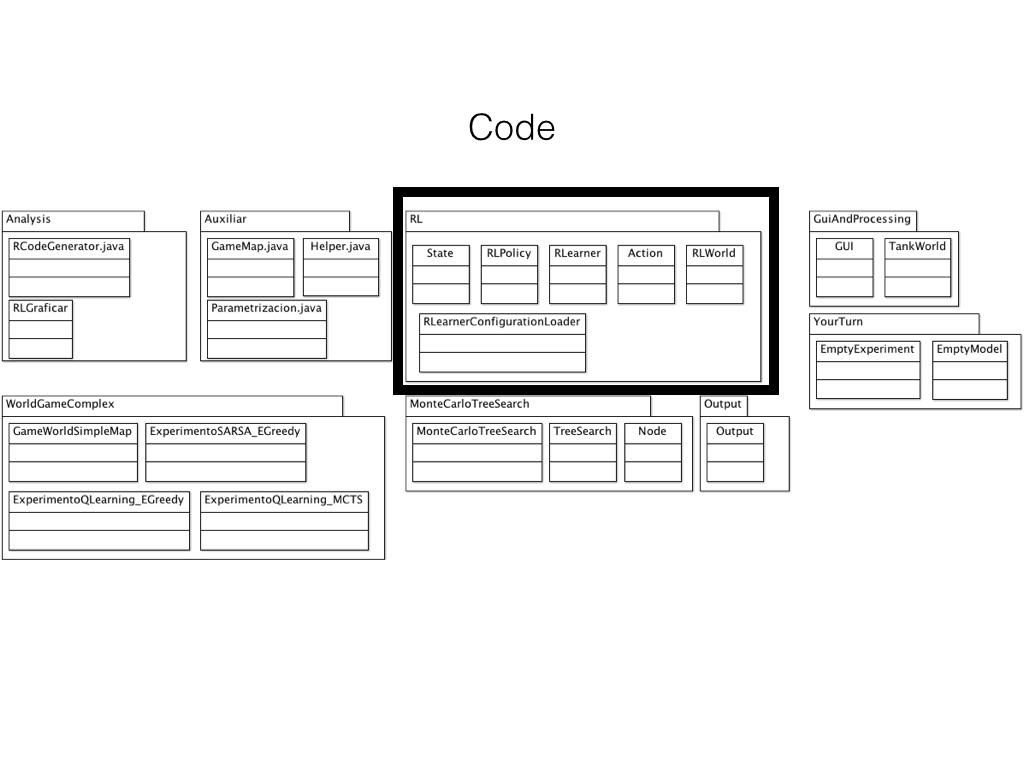 Code
Analysis
RCodeGenerator.java
RLGraficar
Auxiliar
GameMap.java
Helper.java
Parametrizacion.java
RL
State
RLPolicy
RLearner
Action
RLWorld
RLearnerConfigurationLoader
GuiAndProcessing
GUI
TankWorld
YourTurn
EmptyExperiment
EmptyModel
WorldGameComplex
GameWorldSimpleMap
ExperimentoSARSA_EGreedy
ExperimentoQLearning_EGreedy
ExperimentoQLearning_MCTS
MonteCarloTreeSearch
MonteCarloTreeSearch
TreeSearch
Node
Output
Output